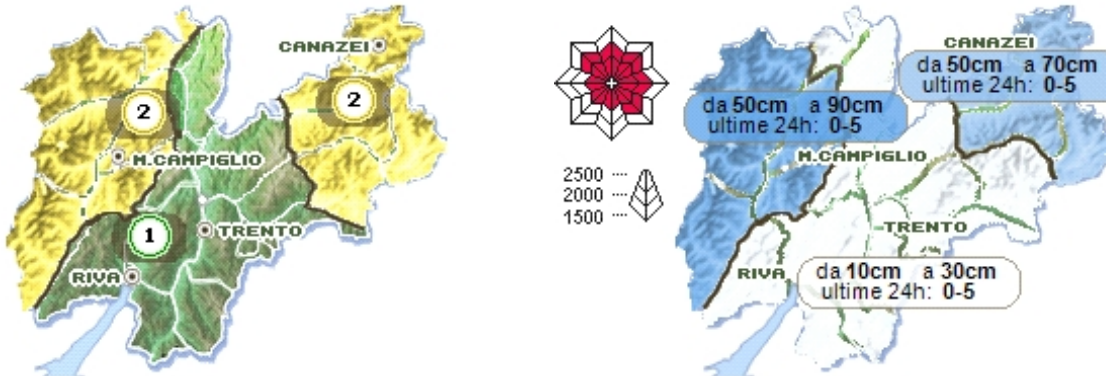 CANAZEI
2
2
M.CAMPIGLIO
1
TRENTO
RIVA
2500
2000
1500
CANAZEI
da 50cm a 70cm
ultime 24h: 0-5
da 50cm a 90cm
ultime 24h: 0-5
M.CAMPIGLIO
TRENTO
RIVA
da 10cm a 30cm
ultime 24h: 0-5